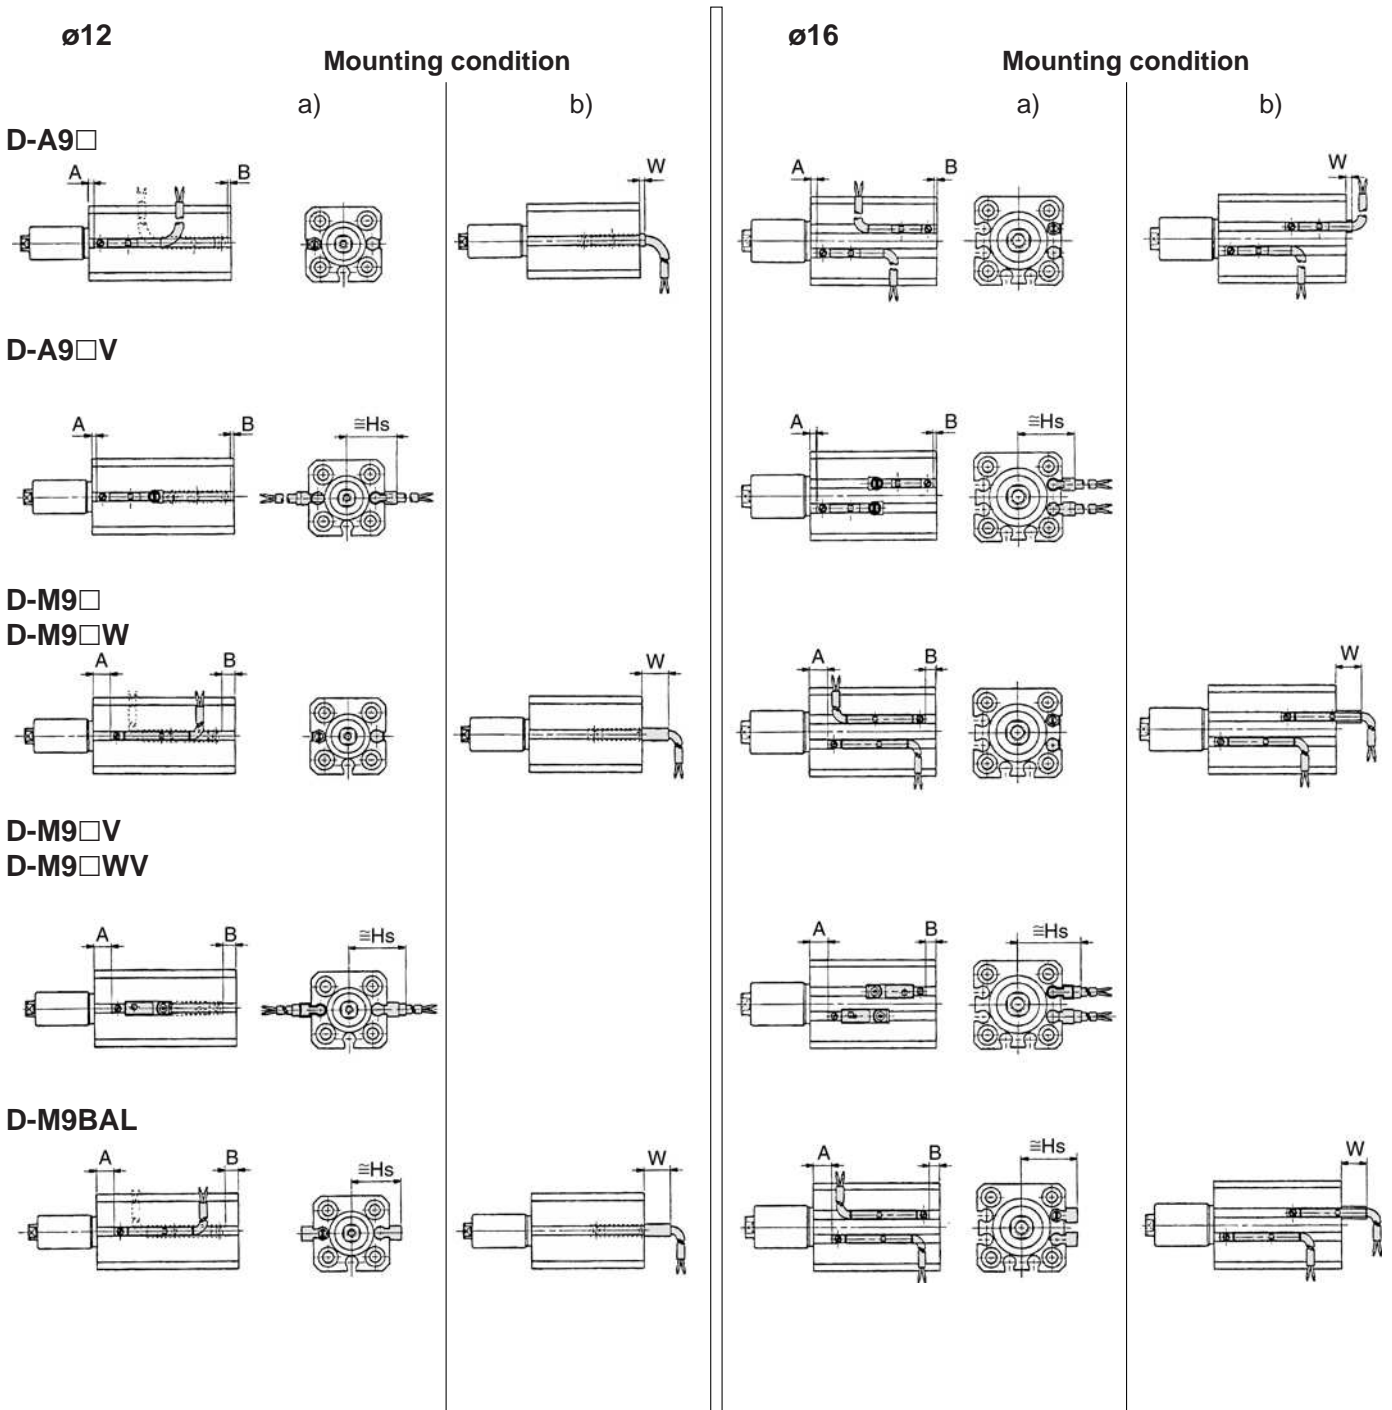 ø12
ø16
Mounting condition
Mounting condition
a)
b)
a)
b)
D-A9□
A
B
W
A
B
W
D-A9□V
A
B
≅Hs
A
B
≅Hs
D-M9□
D-M9□W
A
B
W
A
B
W
D-M9□V
D-M9□WV
A
B
≅Hs
A
B
≅Hs
D-M9BAL
A
B
≅Hs
W
A
B
≅Hs
W